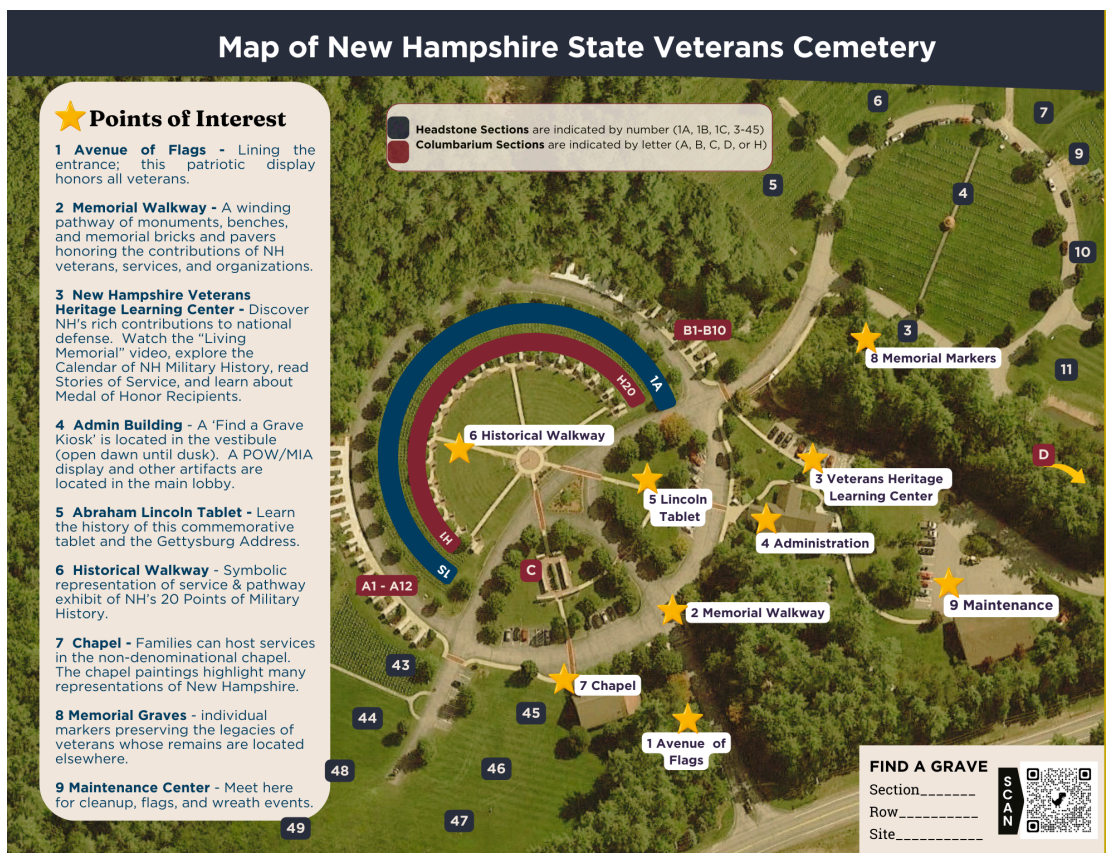 Map of New Hampshire State Veterans Cemetery
Points of Interest
1 Avenue of Flags - Lining the
entrance; this patriotic display
honors all veterans.
2 Memorial Walkway - A winding
pathway of monuments, benches,
and memorial bricks and pavers
honoring the contributions of NH
veterans, services, and organizations.
3 New Hampshire Veterans
Heritage Learning Center - Discover
NH's rich contributions to national
defense. Watch the “Living
Memorial” video, explore the
Calendar of NH Military History, read
Stories of Service, and learn about
Medal of Honor Recipients.
4 Admin Building - A ‘Find a Grave
Kiosk’ is located in the vestibule
(open dawn until dusk). A POW/MIA
display and other artifacts are
located in the main lobby.
5 Abraham Lincoln Tablet - Learn
the history of this commemorative
tablet and the Gettysburg Address.
6 Historical Walkway - Symbolic
representation of service & pathway
exhibit of NH's 20 Points of Military
History.
7 Chapel - Families can host services
in the non-denominational chapel.
The chapel paintings highlight many
representations of New Hampshire.
8 Memorial Graves - individual
markers preserving the legacies of
veterans whose remains are located
elsewhere.
9 Maintenance Center - Meet here
for cleanup, flags, and wreath events.
Headstone Sections are indicated by number (1A, 1B, 1C, 3-45)
Columbarium Sections are indicated by letter (A, B, C, D, or H)
6
7
9
5
4
10
B1-B10
3
8 Memorial Markers
11
1A
H20
6 Historical Walkway
D
3 Veterans Heritage
Learning Center
5 Lincoln
Tablet
4 Administration
H1
1S
C
A1 - A12
9 Maintenance
2 Memorial Walkway
43
7 Chapel
44
45
1 Avenue of
Flags
48
46
47
49
FIND A GRAVE
Section_______
Row__________
Site___________
SCAN